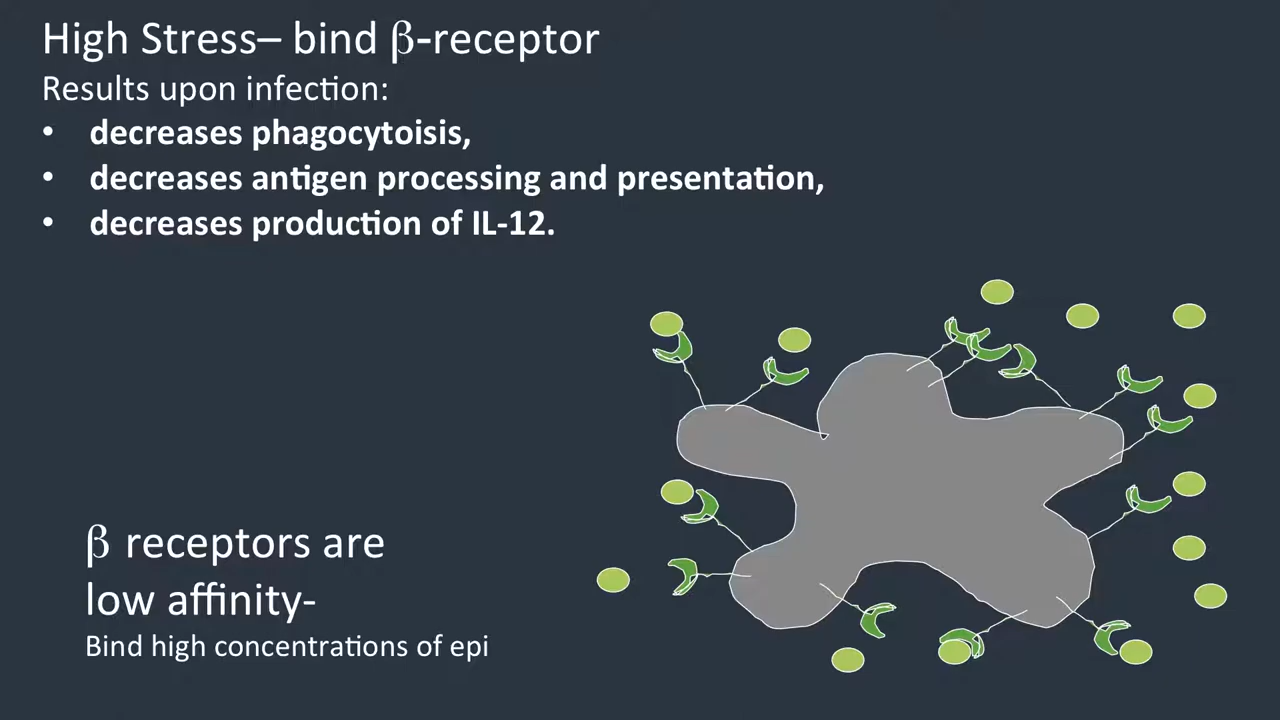 High Stress– bind β-receptor
Results upon infection:
• decreases phagocytoisis,
• decreases antigen processing and presentation,
• decreases production of IL-12.
β receptors are
low affinity-
Bind high concentrations of epi